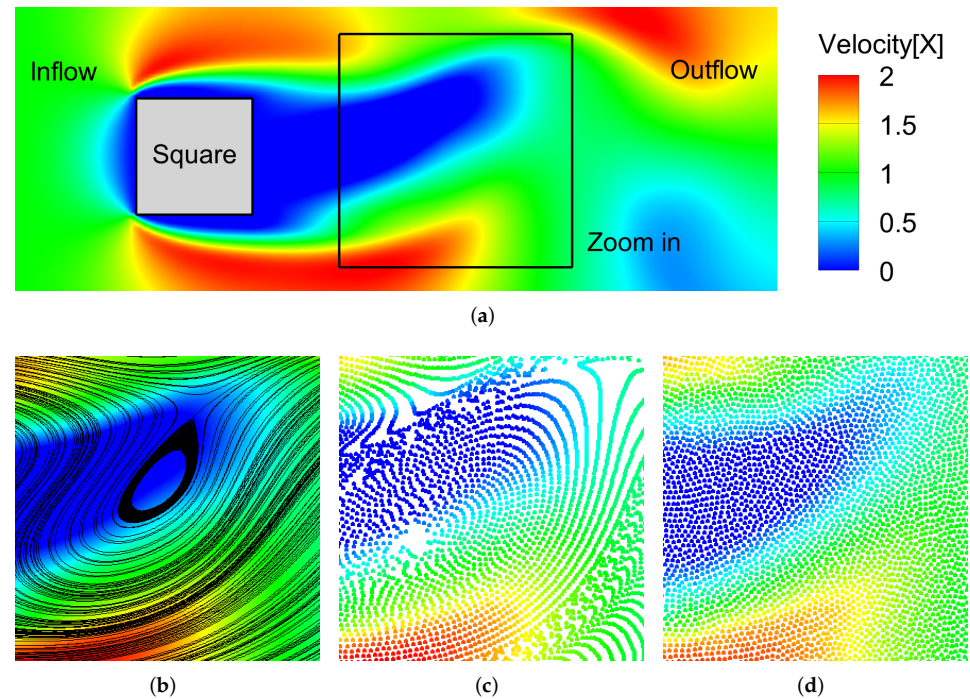 Inflow
Square
Zoom in
Outflow
Velocity[X]
2
1.5
1
0.5
0
(a)
(b)
(c)
(d)